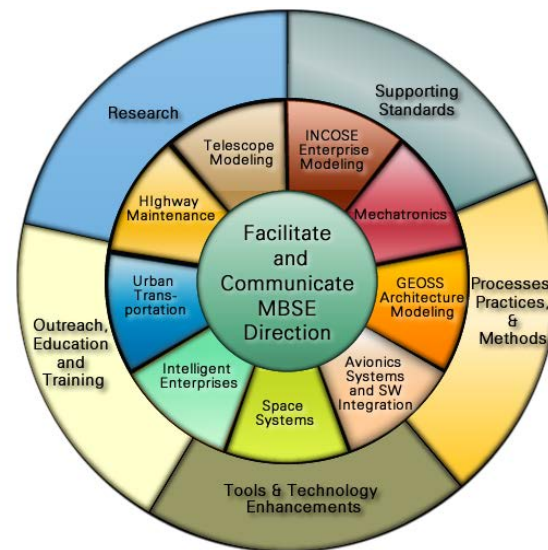 Research
Supporting
Standards
Processes,
Practices,
&
Methods
Tools & Technology
Enhancements
Outreach,
Education
and
Training
Telescope
Modeling
INCOSE
Enterprise
Modeling
Mechatronics
GEOSS
Architecture
Modeling
Avionics
Systems
and SW
Integration
Space
Systems
Intelligent
Enterprises
Urban
Trans-
portation
HIghway
Maintenance
Facilitate
and
Communicate
MBSE
Direction